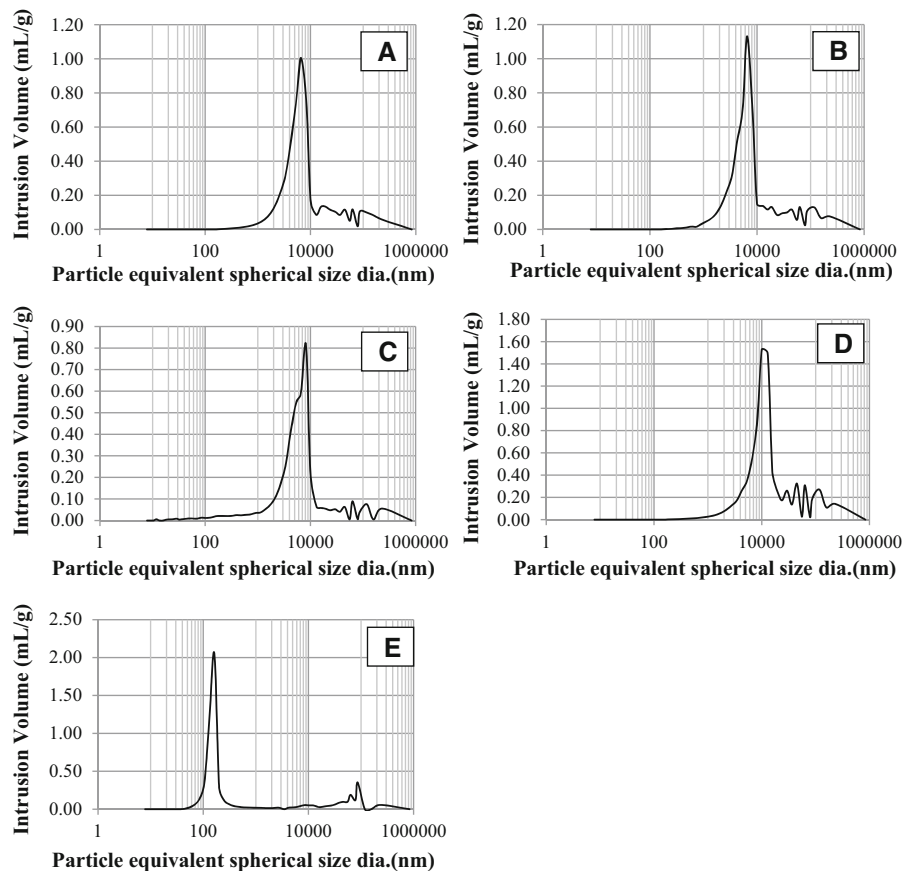 A
Intrusion Volume (mL/g)
1.20
1.00
0.80
0.60
0.40
0.20
0.00
1 100 10000 1000000
Particle equivalent spherical size dia.(nm)
B
Intrusion Volume (mL/g)
1.20
1.00
0.80
0.60
0.40
0.20
0.00
1 100 10000 1000000
Particle equivalent spherical size dia.(nm)
C
Intrusion Volume (mL/g)
0.90
0.80
0.70
0.60
0.50
0.40
0.30
0.20
0.10
0.00
1 100 10000 1000000
Particle equivalent spherical size dia.(nm)
D
Intrusion Volume (mL/g)
1.80
1.60
1.40
1.20
1.00
0.80
0.60
0.40
0.20
0.00
1 100 10000 1000000
Particle equivalent spherical size dia.(nm)
E
Intrusion Volume (mL/g)
2.50
2.00
1.50
1.00
0.50
0.00
1 100 10000 1000000
Particle equivalent spherical size dia.(nm)